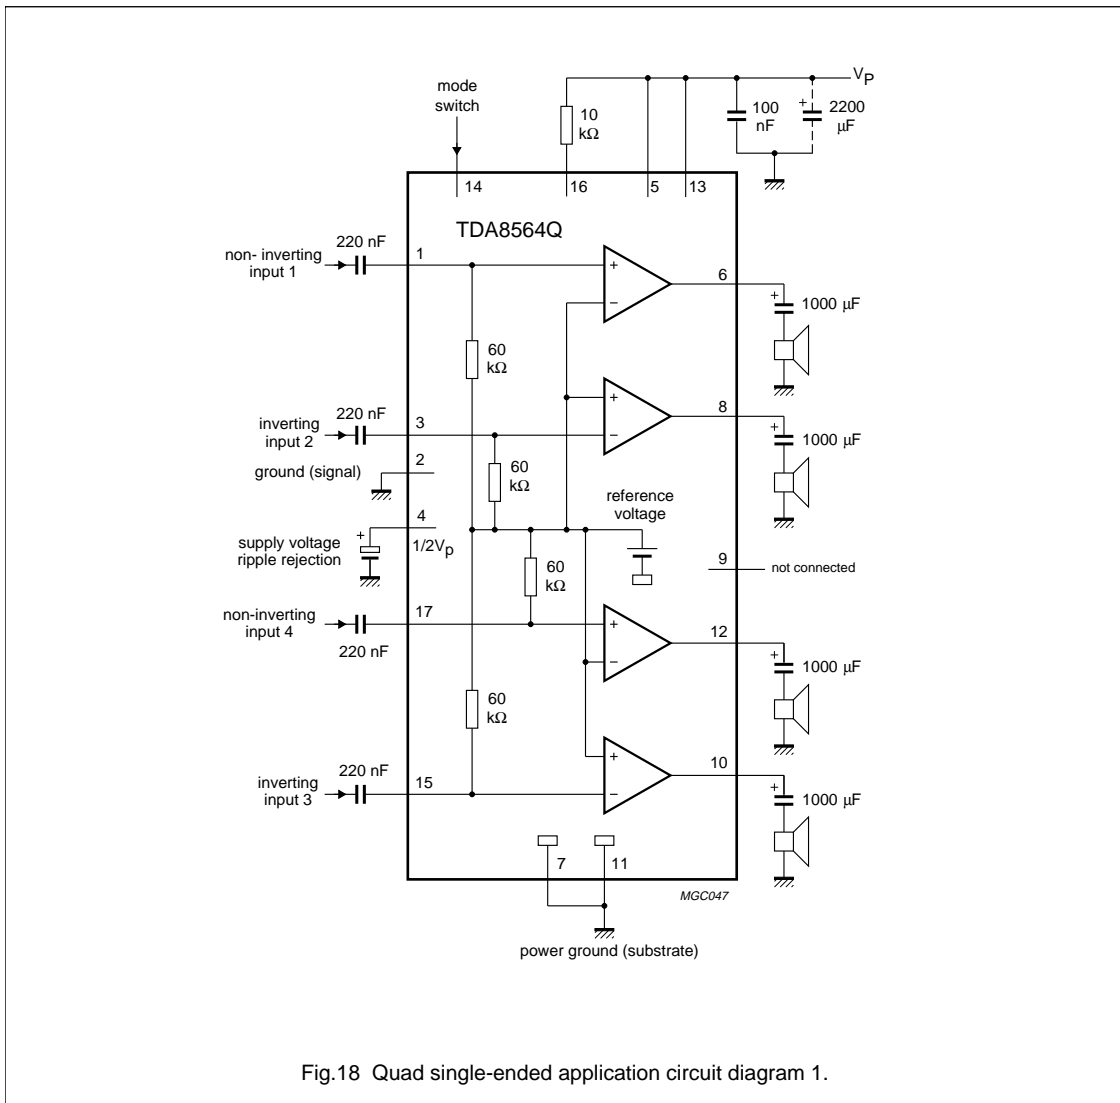 V_P
mode
switch
10
kΩ
100
nF
+
2200
μF
14
16
5
13
TDA8564Q
220 nF
non- inverting
input 1
1
+
−
6
+
1000 μF
60
kΩ
220 nF
inverting
input 2
3
+
−
8
+
1000 μF
ground (signal)
2
60
kΩ
reference
voltage
supply voltage
ripple rejection
+
4
1/2V_p
60
kΩ
9
not connected
non-inverting
input 4
220 nF
17
+
−
12
+
1000 μF
60
kΩ
220 nF
inverting
input 3
15
+
−
10
+
1000 μF
7
11
MGC047
power ground (substrate)
Fig.18 Quad single-ended application circuit diagram 1.